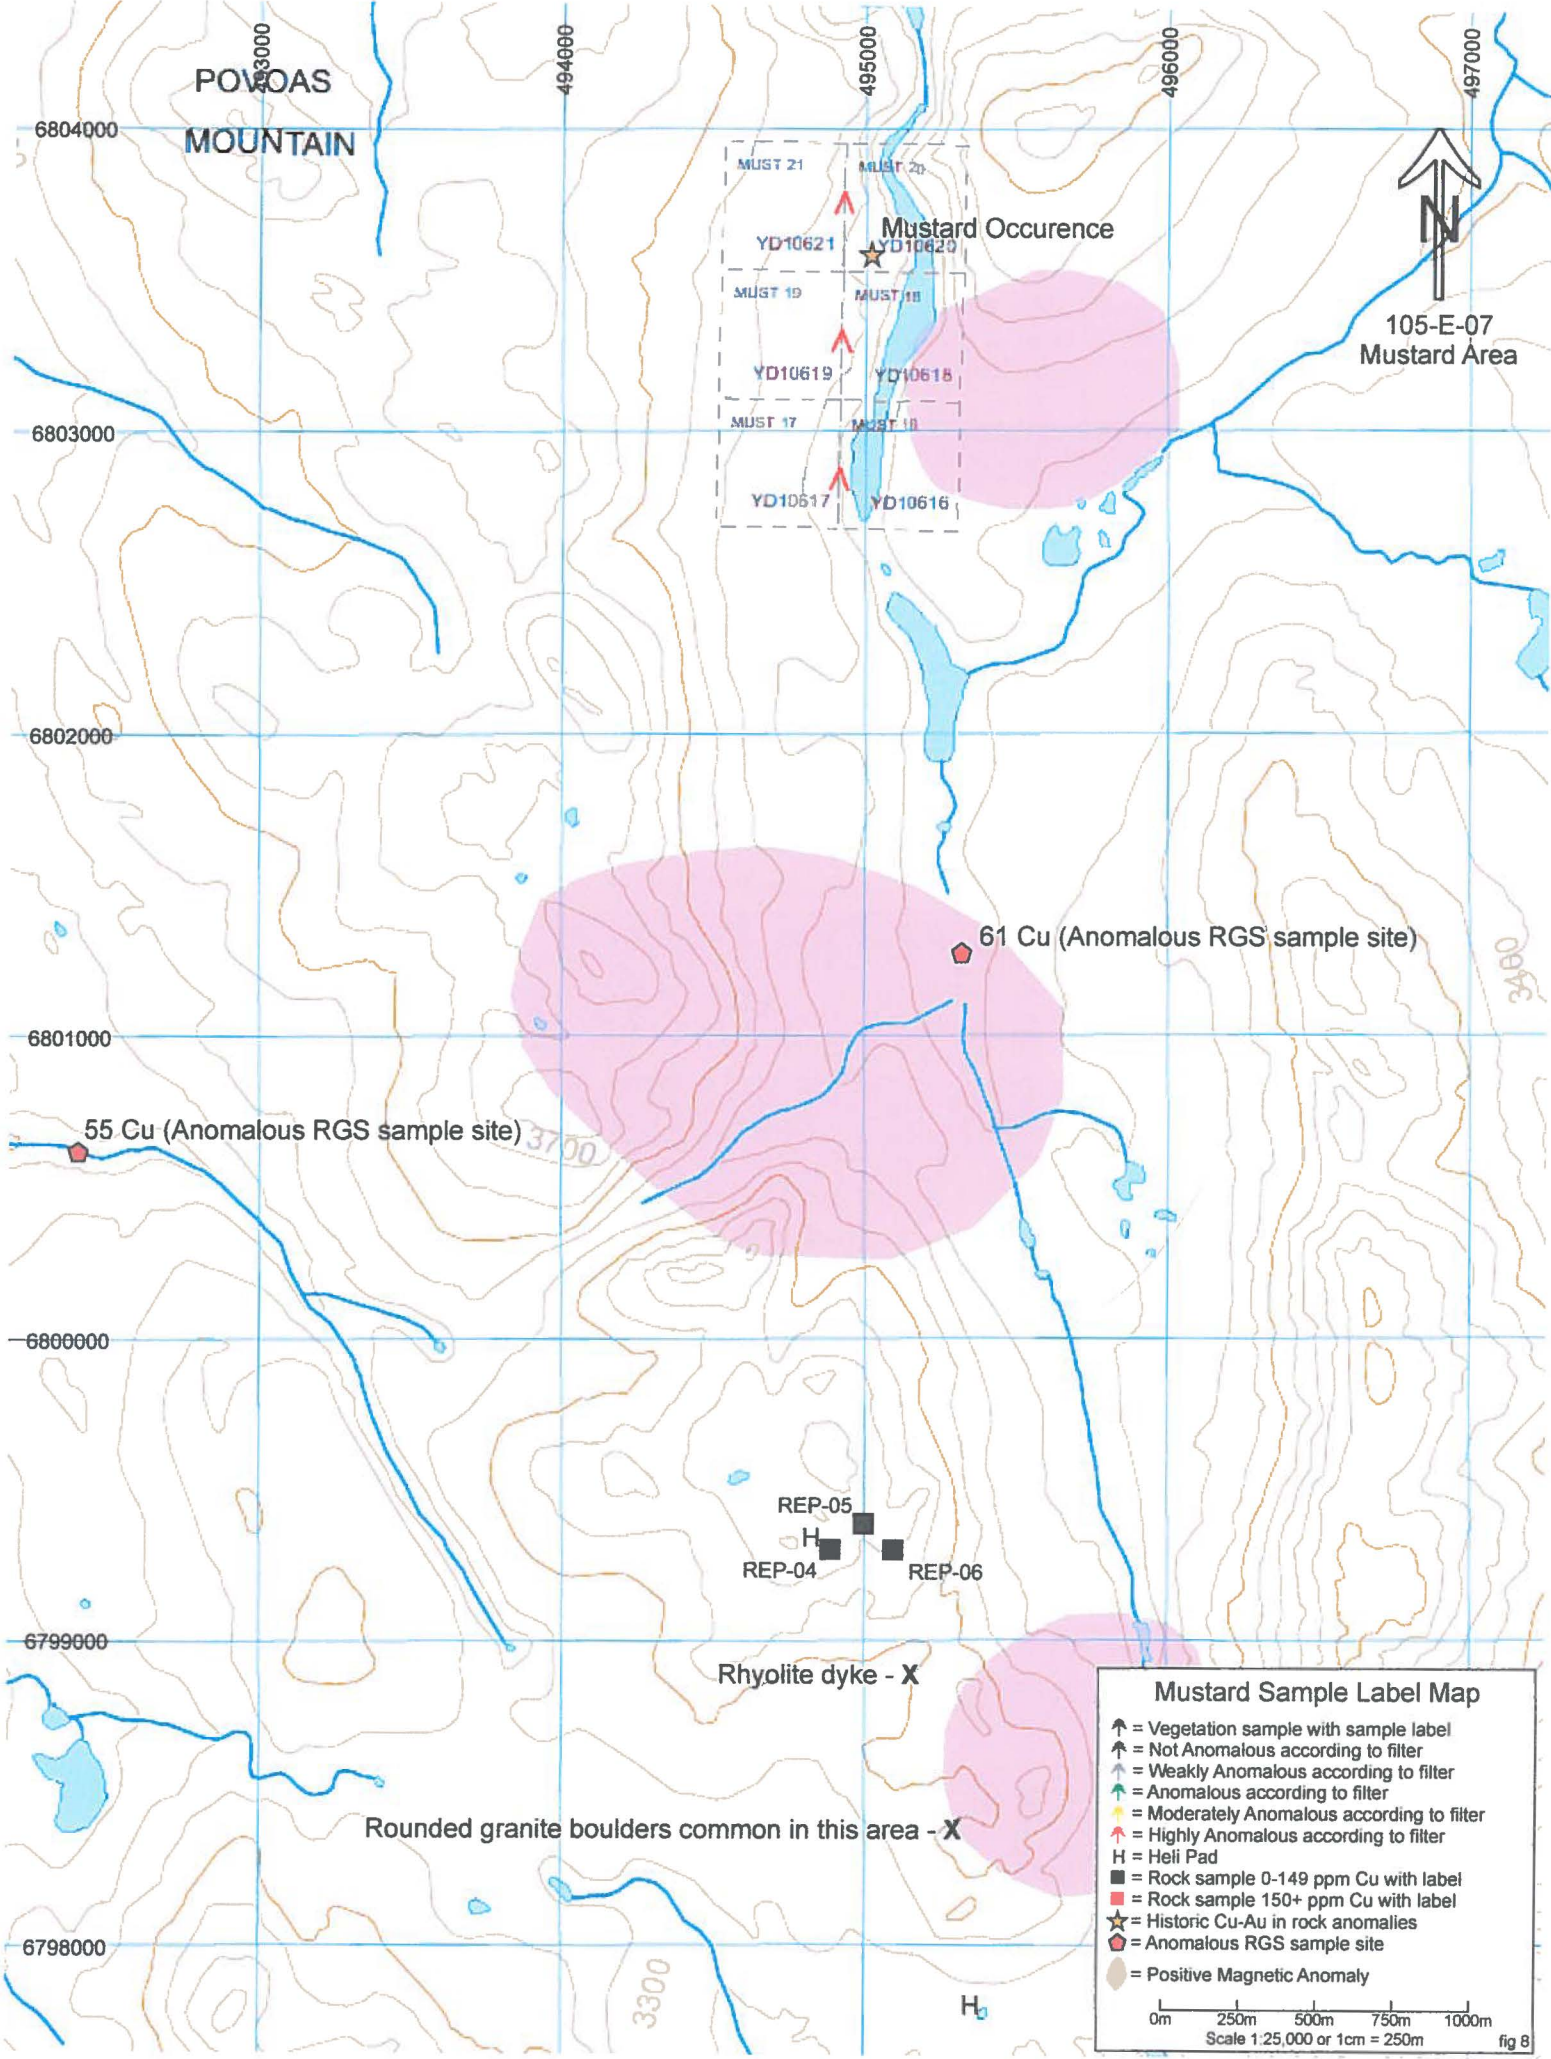 493000
494000
495000
496000
497000
POVOAS
MOUNTAIN
6804000
MUST 21
MUST 20
Mustard Occurence
YD10621
YD10620
N
105-E-07
Mustard Area
MUST 19
MUST 18
YD10619
YD10618
6803000
MUST 17
YD10617
YD10616
6802000
61 Cu (Anomalous RGS sample site)
3400
6801000
55 Cu (Anomalous RGS sample site)
3700
6800000
REP-05
H
REP-04
REP-06
6799000
Rhyolite dyke - X
Rounded granite boulders common in this area - X
6798000
3300
H
Mustard Sample Label Map
= Vegetation sample with sample label
= Not Anomalous according to filter
= Weakly Anomalous according to filter
= Anomalous according to filter
= Moderately Anomalous according to filter
= Highly Anomalous according to filter
H = Heli Pad
= Rock sample 0-149 ppm Cu with label
= Rock sample 150+ ppm Cu with label
= Historic Cu-Au in rock anomalies
= Anomalous RGS sample site
= Positive Magnetic Anomaly
0m 250m 500m 750m 1000m
Scale 1:25,000 or 1cm = 250m
fig 8